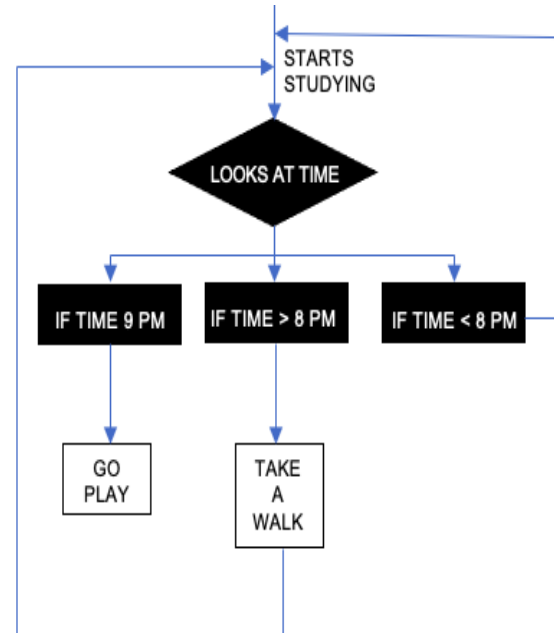 STARTS
STUDYING
LOOKS AT TIME
IF TIME 9 PM
IF TIME > 8 PM
IF TIME < 8 PM
GO
PLAY
TAKE
A
WALK